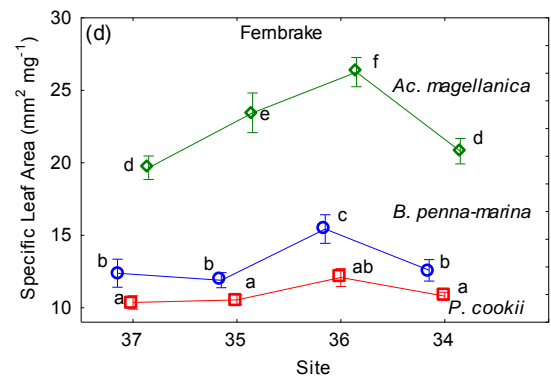 (d) Fernbrake
Specific Leaf Area (mm² mg⁻¹)
30
25
20
15
10
Ac. magellanica
B. penna-marina
P. cookii
d
e
f
d
b
b
c
b
a
a
ab
a
37 35 36 34
Site